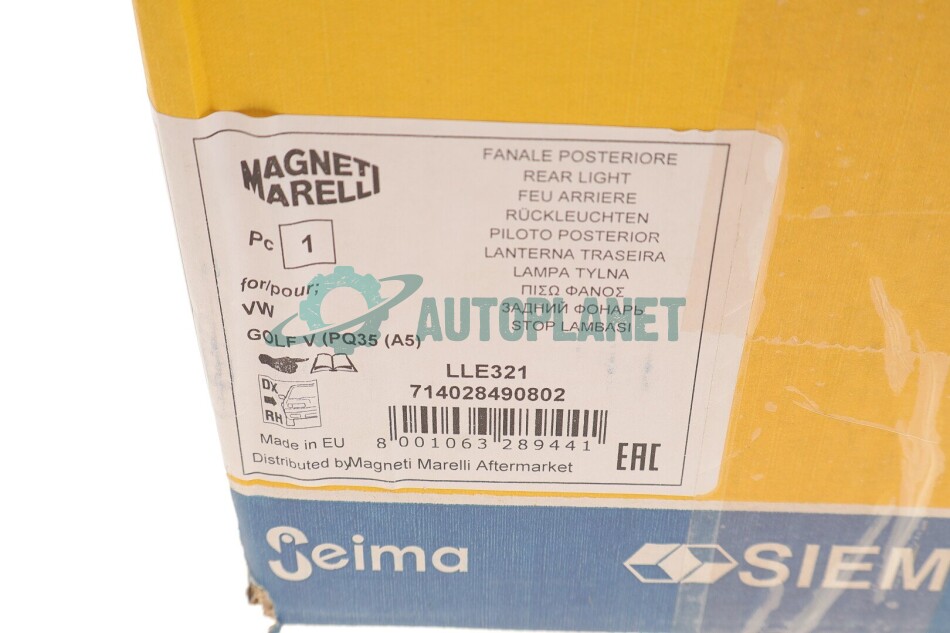 MAGNETI
MARELLI
Pc 1
for/pour;
VW
GOLF V (PQ35 (A5)
DX
RH
Made in EU
Distributed by Magneti Marelli Aftermarket
FANALE POSTERIORE
REAR LIGHT
FEU ARRIERE
RÜCKLEUCHTEN
PILOTO POSTERIOR
LANTERNA TRASEIRA
LAMPA TYLNA
ΠΙΣΩ ΦΑΝΟΣ
ЗАДНИЙ ФОНАРЬ
STOP LAMBASI
AUTOPLANET
LLE321
714028490802
8 001063 289441
EAC
Seima
SIEM